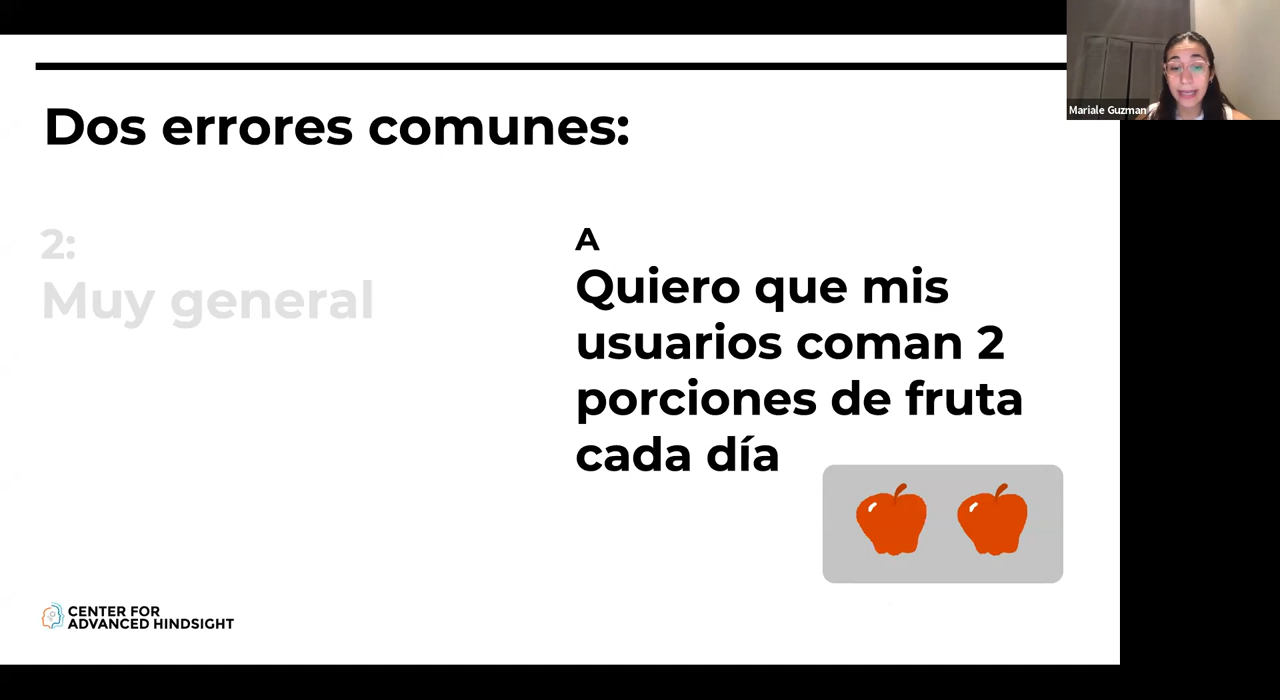 Mariale Guzman
Dos errores comunes:
2:
Muy general
A
Quiero que mis
usuarios coman 2
porciones de fruta
cada día
CENTER FOR
ADVANCED HINDSIGHT